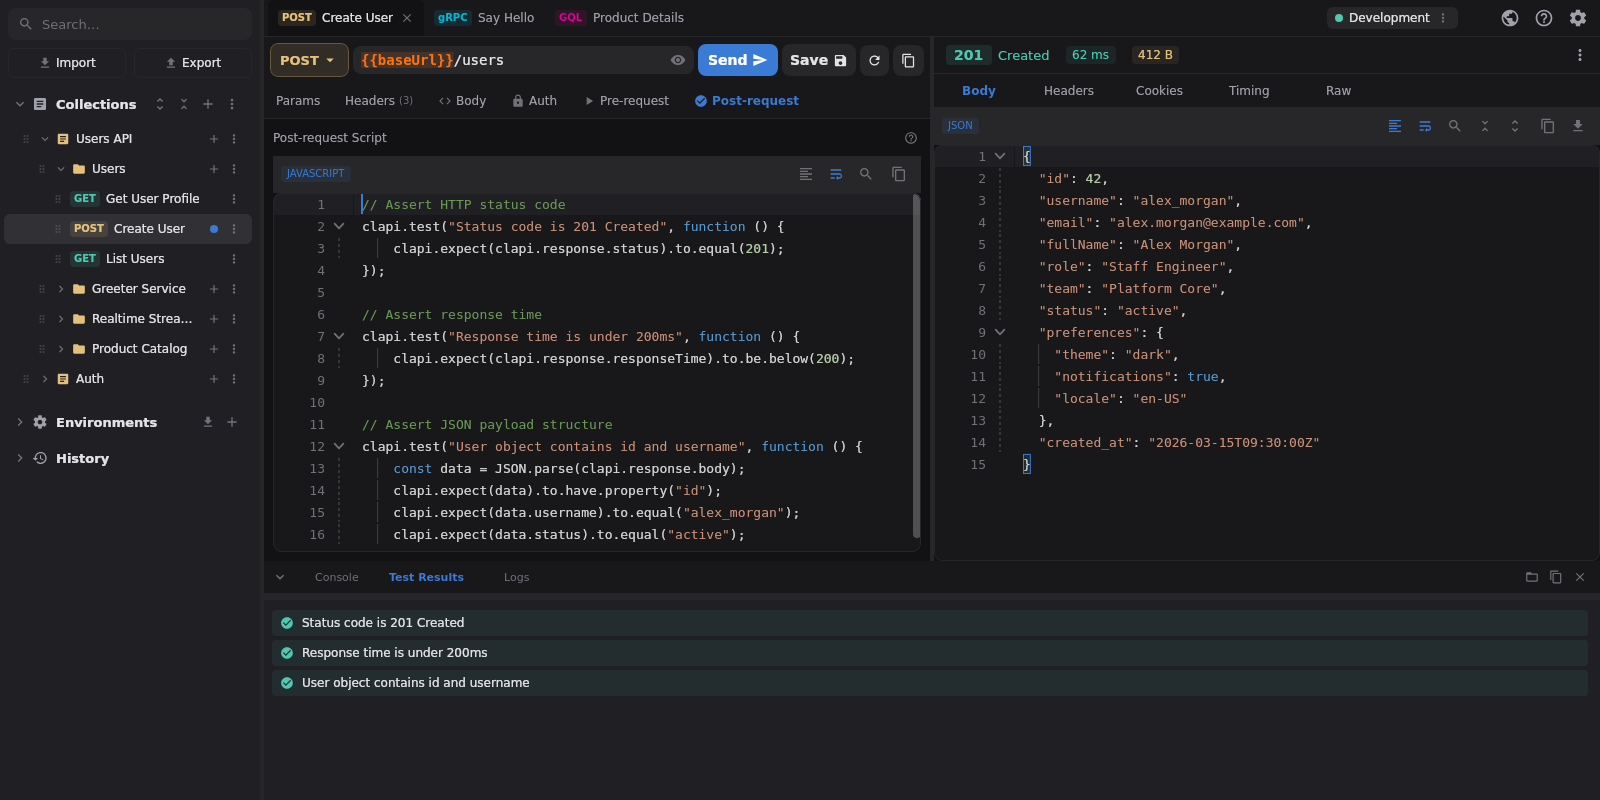 Search...
Import
Export
Collections
Users API
Users
GET Get User Profile
POST Create User
GET List Users
Greeter Service
Realtime Strea...
Product Catalog
Auth
Environments
History
POST Create User
gRPC Say Hello
GQL Product Details
Development
POST
{{baseUrl}}/users
Send
Save
Params
Headers (3)
Body
Auth
Pre-request
Post-request
Post-request Script
JAVASCRIPT
1 // Assert HTTP status code
2 clapi.test("Status code is 201 Created", function () {
3 clapi.expect(clapi.response.status).to.equal(201);
4 });
5
6 // Assert response time
7 clapi.test("Response time is under 200ms", function () {
8 clapi.expect(clapi.response.responseTime).to.be.below(200);
9 });
10
11 // Assert JSON payload structure
12 clapi.test("User object contains id and username", function () {
13 const data = JSON.parse(clapi.response.body);
14 clapi.expect(data).to.have.property("id");
15 clapi.expect(data.username).to.equal("alex_morgan");
16 clapi.expect(data.status).to.equal("active");
201 Created
62 ms
412 B
Body
Headers
Cookies
Timing
Raw
JSON
1 {
2 "id": 42,
3 "username": "alex_morgan",
4 "email": "alex.morgan@example.com",
5 "fullName": "Alex Morgan",
6 "role": "Staff Engineer",
7 "team": "Platform Core",
8 "status": "active",
9 "preferences": {
10 "theme": "dark",
11 "notifications": true,
12 "locale": "en-US"
13 },
14 "created_at": "2026-03-15T09:30:00Z"
15 }
Console
Test Results
Logs
Status code is 201 Created
Response time is under 200ms
User object contains id and username